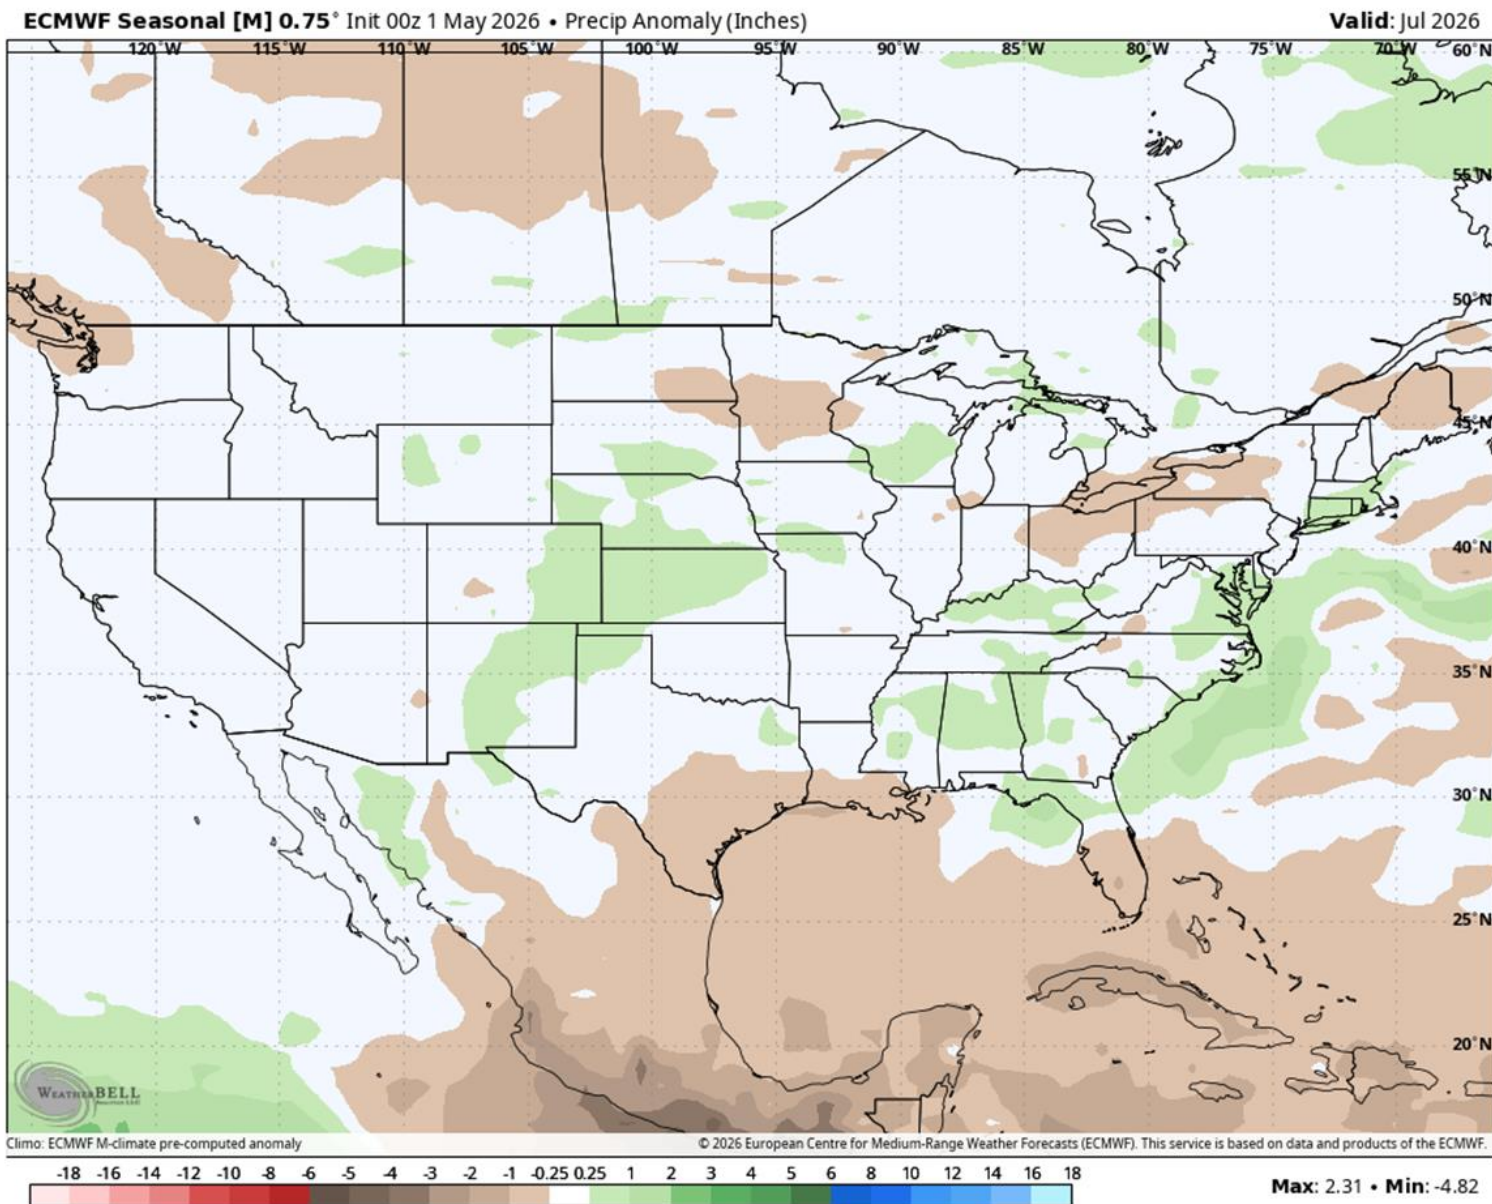 ECMWF Seasonal [M] 0.75° Init 00z 1 May 2026 • Precip Anomaly (Inches) Valid: Jul 2026
120°W 115°W 110°W 105°W 100°W 95°W 90°W 85°W 80°W 75°W 70°W 60°N
55°N
50°N
45°N
40°N
35°N
30°N
25°N
20°N
WEATHERBELL
Climo: ECMWF M-climate pre-computed anomaly © 2026 European Centre for Medium-Range Weather Forecasts (ECMWF). This service is based on data and products of the ECMWF.
-18 -16 -14 -12 -10 -8 -6 -5 -4 -3 -2 -1 -0.25 0.25 1 2 3 4 5 6 8 10 12 14 16 18
Max: 2.31 • Min: -4.82